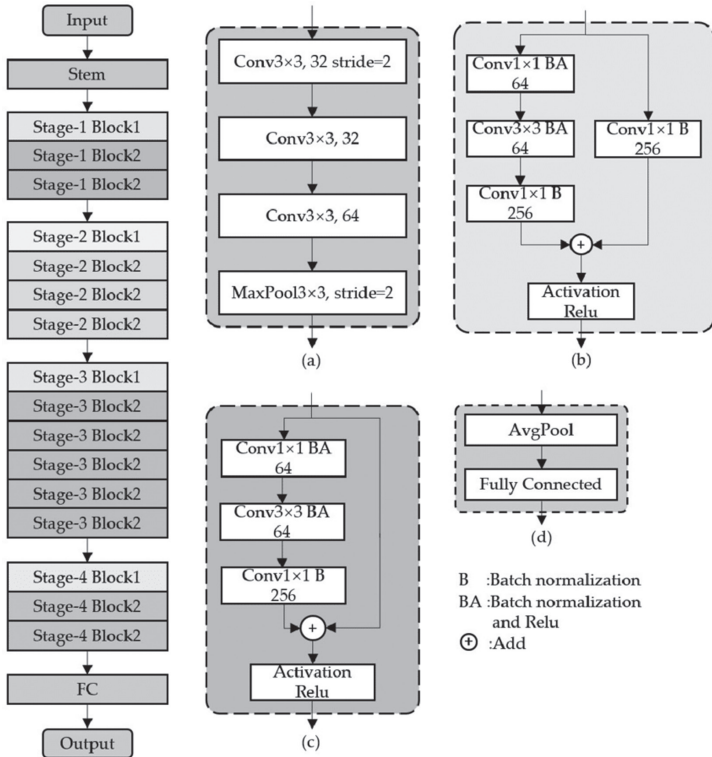 Input
Stem
Stage-1 Block1
Stage-1 Block2
Stage-1 Block2
Stage-2 Block1
Stage-2 Block2
Stage-2 Block2
Stage-2 Block2
Stage-3 Block1
Stage-3 Block2
Stage-3 Block2
Stage-3 Block2
Stage-3 Block2
Stage-3 Block2
Stage-4 Block1
Stage-4 Block2
Stage-4 Block2
FC
Output
Conv3×3, 32 stride=2
Conv3×3, 32
Conv3×3, 64
MaxPool3×3, stride=2
(a)
Conv1×1 BA
64
Conv3×3 BA
64
Conv1×1 B
256
Conv1×1 B
256
+
Activation
Relu
(b)
Conv1×1 BA
64
Conv3×3 BA
64
Conv1×1 B
256
+
Activation
Relu
(c)
AvgPool
Fully Connected
(d)
B :Batch normalization
BA :Batch normalization
and Relu
⊕ :Add